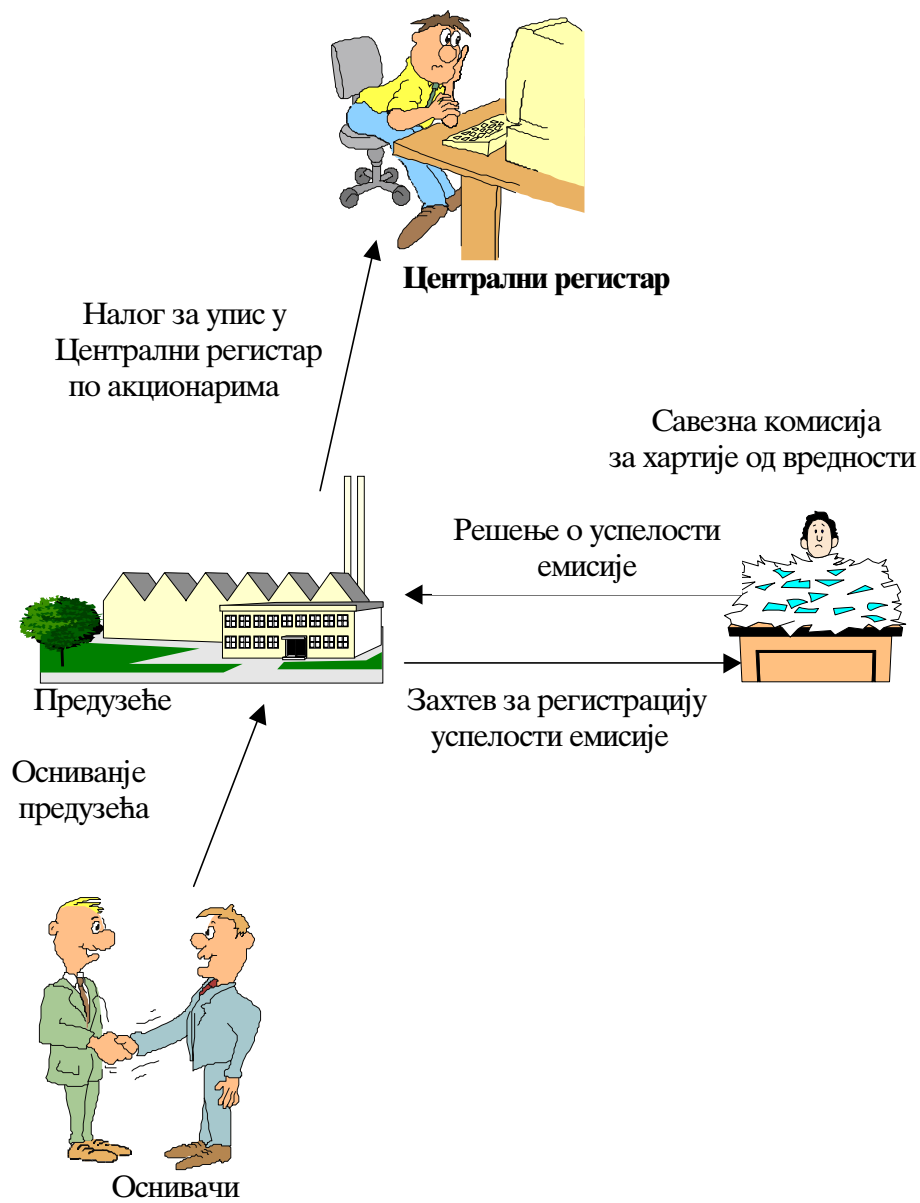 Централни регистар
Налог за упис у
Централни регистар
по акционарима
Савезна комисија
за хартије од вредности
Решење о успелости
емисије
Предузеће
Захтев за регистрацију
успелости емисије
Оснивање
предузећа
Оснивачи